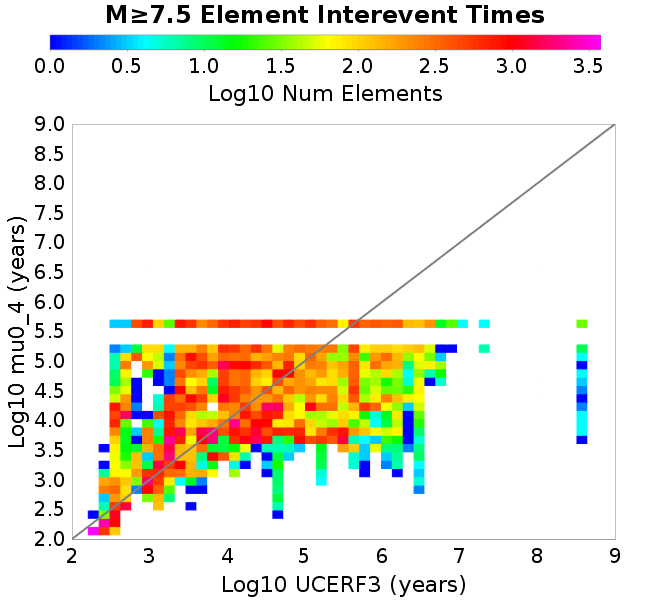 M≥7.5 Element Interevent Times
0.0 0.5 1.0 1.5 2.0 2.5 3.0 3.5
Log10 Num Elements
9.0
8.5
8.0
7.5
7.0
6.5
6.0
5.5
5.0
4.5
4.0
3.5
3.0
2.5
2.0
Log10 mu0_4 (years)
2 3 4 5 6 7 8 9
Log10 UCERF3 (years)